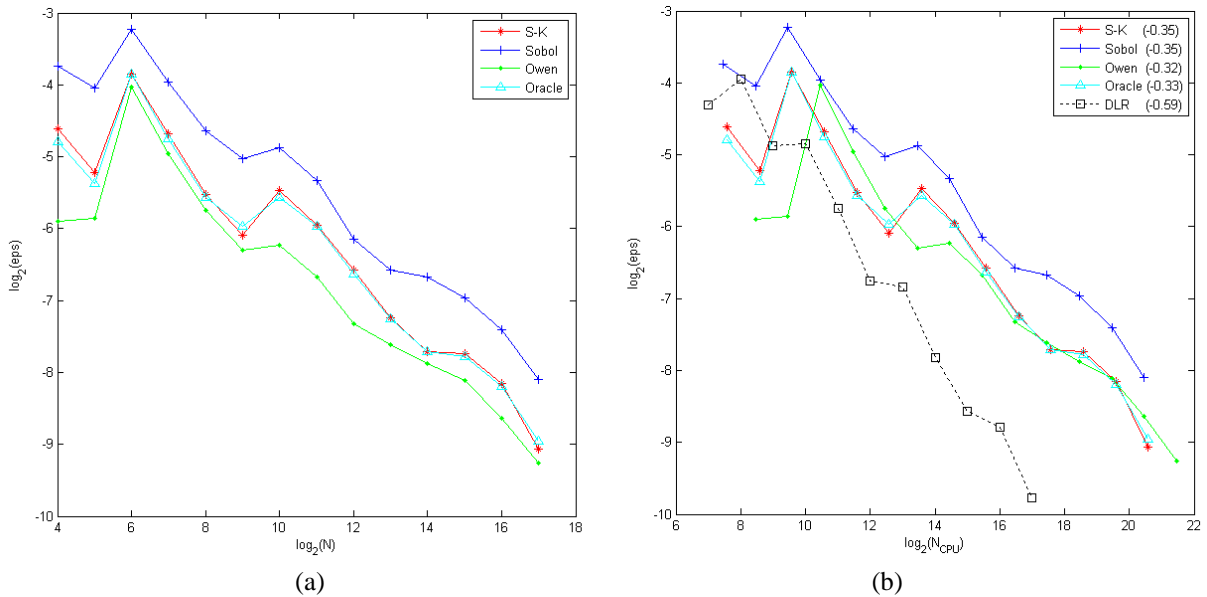 -3
-4
-5
-6
-7
-8
-9
-10
log2(eps)
4
6
8
10
12
14
16
18
log2(N)
S-K
Sobol
Owen
Oracle
(a)
-3
-4
-5
-6
-7
-8
-9
-10
log2(eps)
6
8
10
12
14
16
18
20
22
log2(NCPU)
S-K (-0.35)
Sobol (-0.35)
Owen (-0.32)
Oracle (-0.33)
DLR (-0.59)
(b)